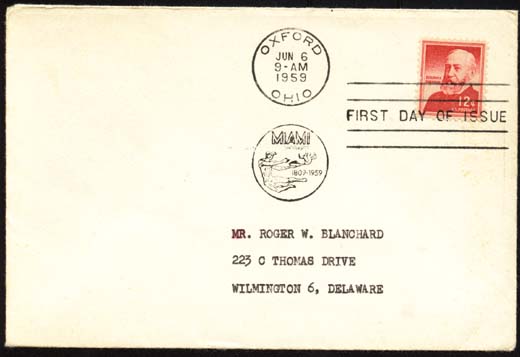 OXFORD
JUN 6
9-AM
1959
OHIO
12¢
FIRST DAY OF ISSUE
MIAMI
1809-1959
MR. ROGER W. BLANCHARD
223 C THOMAS DRIVE
WILMINGTON 6, DELAWARE